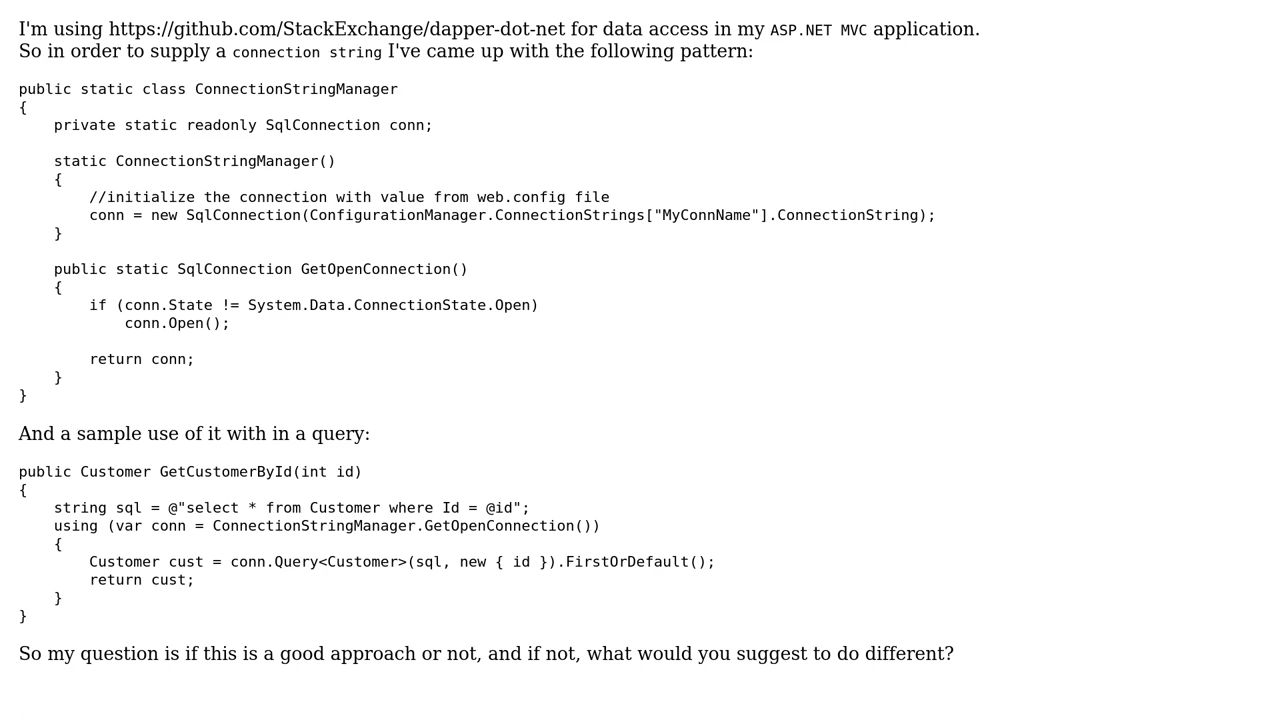 I'm using https://github.com/StackExchange/dapper-dot-net for data access in my ASP.NET MVC application.
So in order to supply a connection string I've came up with the following pattern:
public static class ConnectionStringManager
{
    private static readonly SqlConnection conn;
    static ConnectionStringManager()
    {
        //initialize the connection with value from web.config file
        conn = new SqlConnection(ConfigurationManager.ConnectionStrings["MyConnName"].ConnectionString);
    }
    public static SqlConnection GetOpenConnection()
    {
        if (conn.State != System.Data.ConnectionState.Open)
            conn.Open();
        return conn;
    }
}
And a sample use of it with in a query:
public Customer GetCustomerById(int id)
{
    string sql = @"select * from Customer where Id = @id";
    using (var conn = ConnectionStringManager.GetOpenConnection())
    {
        Customer cust = conn.Query<Customer>(sql, new { id }).FirstOrDefault();
        return cust;
    }
}
So my question is if this is a good approach or not, and if not, what would you suggest to do different?